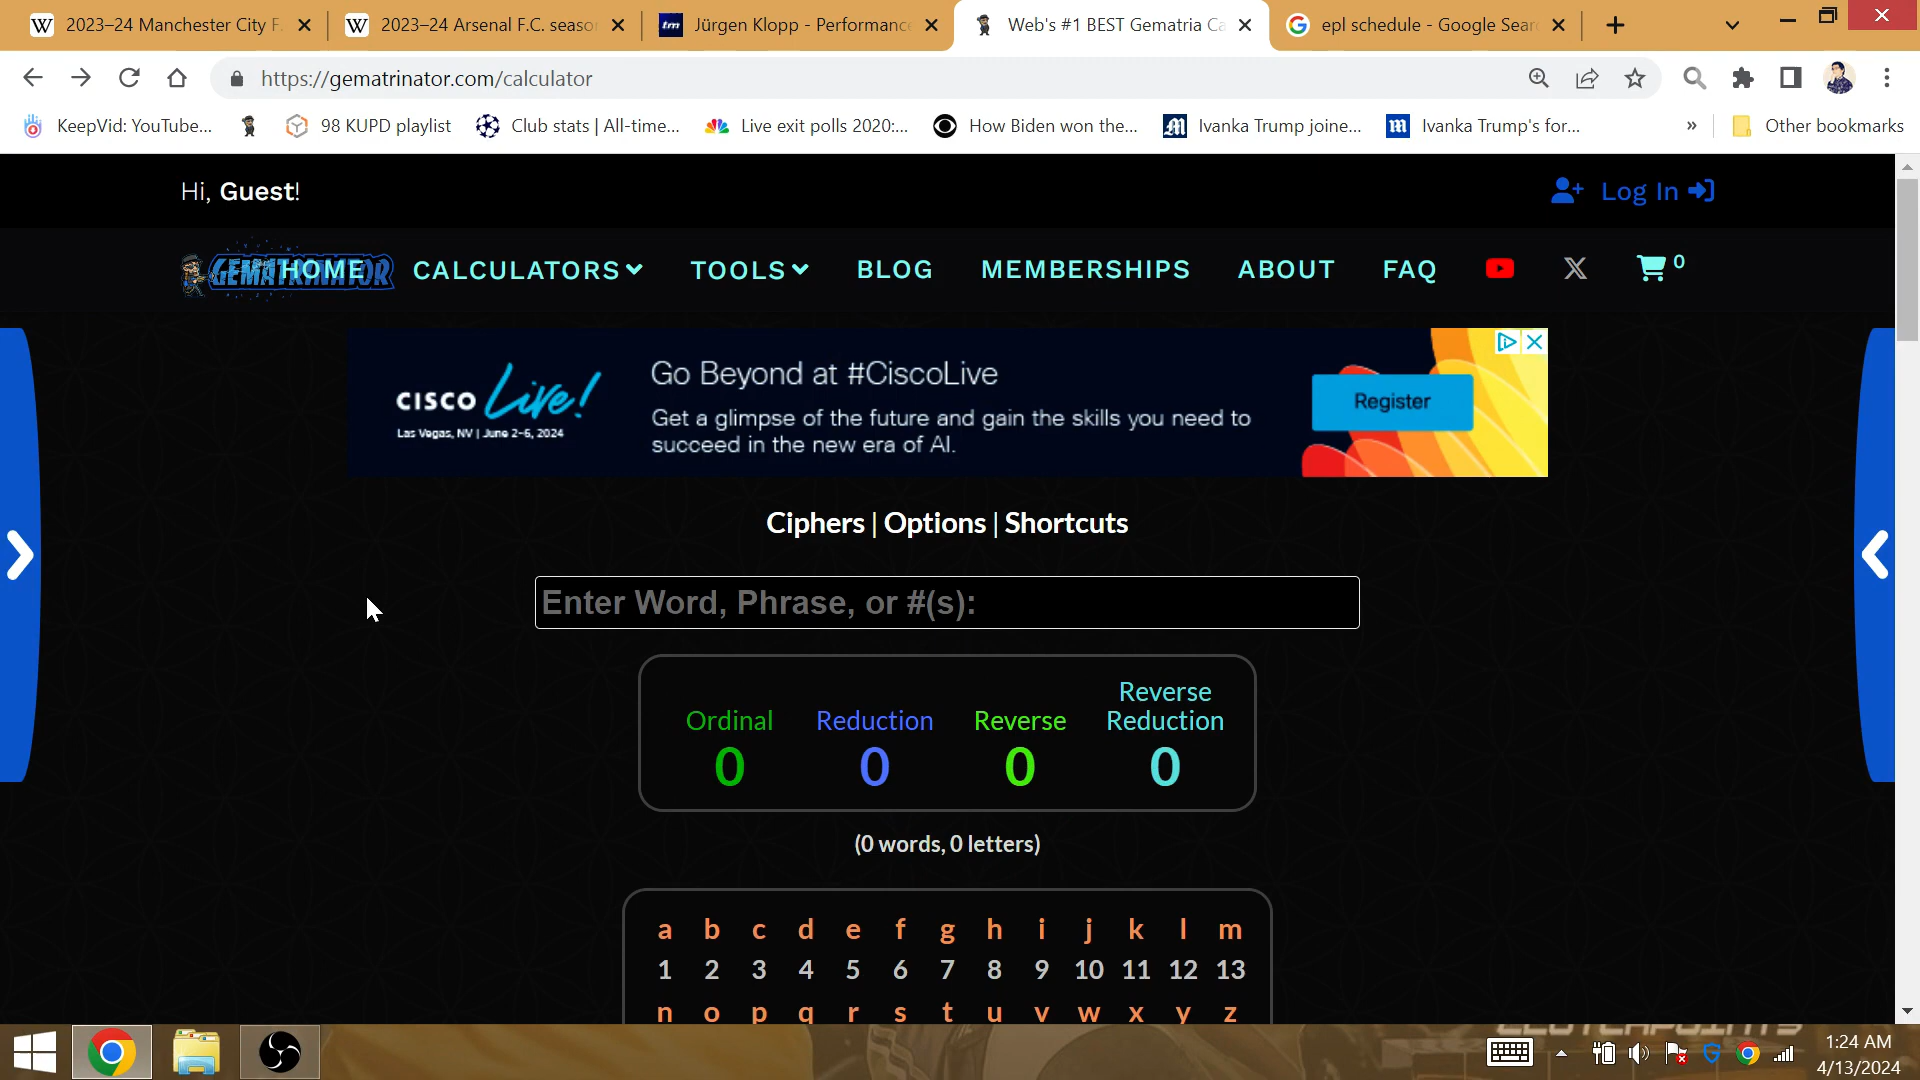 2023–24 Manchester City F.
2023–24 Arsenal F.C. seaso
tm Jürgen Klopp - Performance
Web's #1 BEST Gematria Ca
epl schedule - Google Sear
https://gematrinator.com/calculator
KeepVid: YouTube...
98 KUPD playlist
Club stats | All-time...
Live exit polls 2020:...
How Biden won the...
Ivanka Trump joine...
Ivanka Trump's for...
»
Other bookmarks
Hi, Guest!
Log In
GEMATRINATOR
HOME
CALCULATORS
TOOLS
BLOG
MEMBERSHIPS
ABOUT
FAQ
0
CISCO Live!
Las Vegas, NV | June 2-6, 2024
Go Beyond at #CiscoLive
Get a glimpse of the future and gain the skills you need to
succeed in the new era of AI.
Register
Ciphers | Options | Shortcuts
Enter Word, Phrase, or #(s):
Ordinal Reduction Reverse Reverse Reduction
0 0 0 0
(0 words, 0 letters)
a b c d e f g h i j k l m
1 2 3 4 5 6 7 8 9 10 11 12 13
n o p q r s t u v w x y z
CLUTCHPOINTS
1:24 AM
4/13/2024